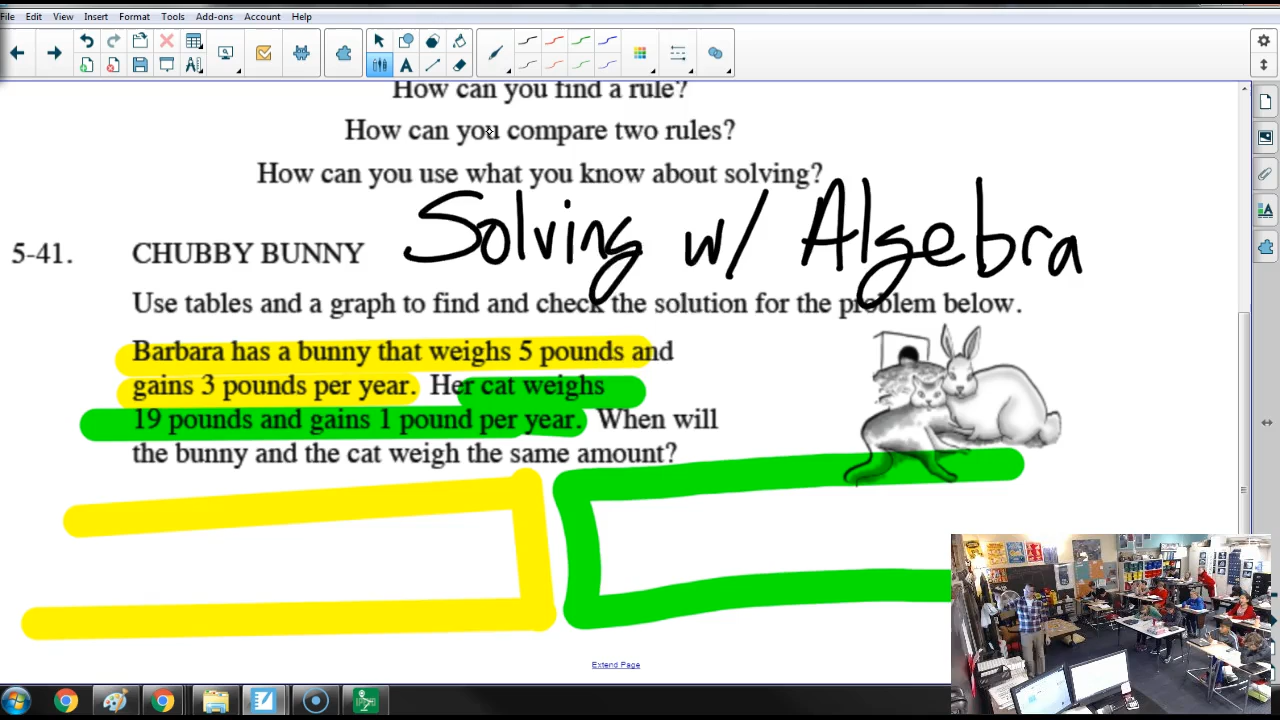 File Edit View Insert Format Tools Add-ons Account Help
How can you find a rule?
How can you compare two rules?
How can you use what you know about solving?
Solving w/ Algebra
5-41. CHUBBY BUNNY
Use tables and a graph to find and check the solution for the problem below.
Barbara has a bunny that weighs 5 pounds and
gains 3 pounds per year. Her cat weighs
19 pounds and gains 1 pound per year. When will
the bunny and the cat weigh the same amount?
Extend Page